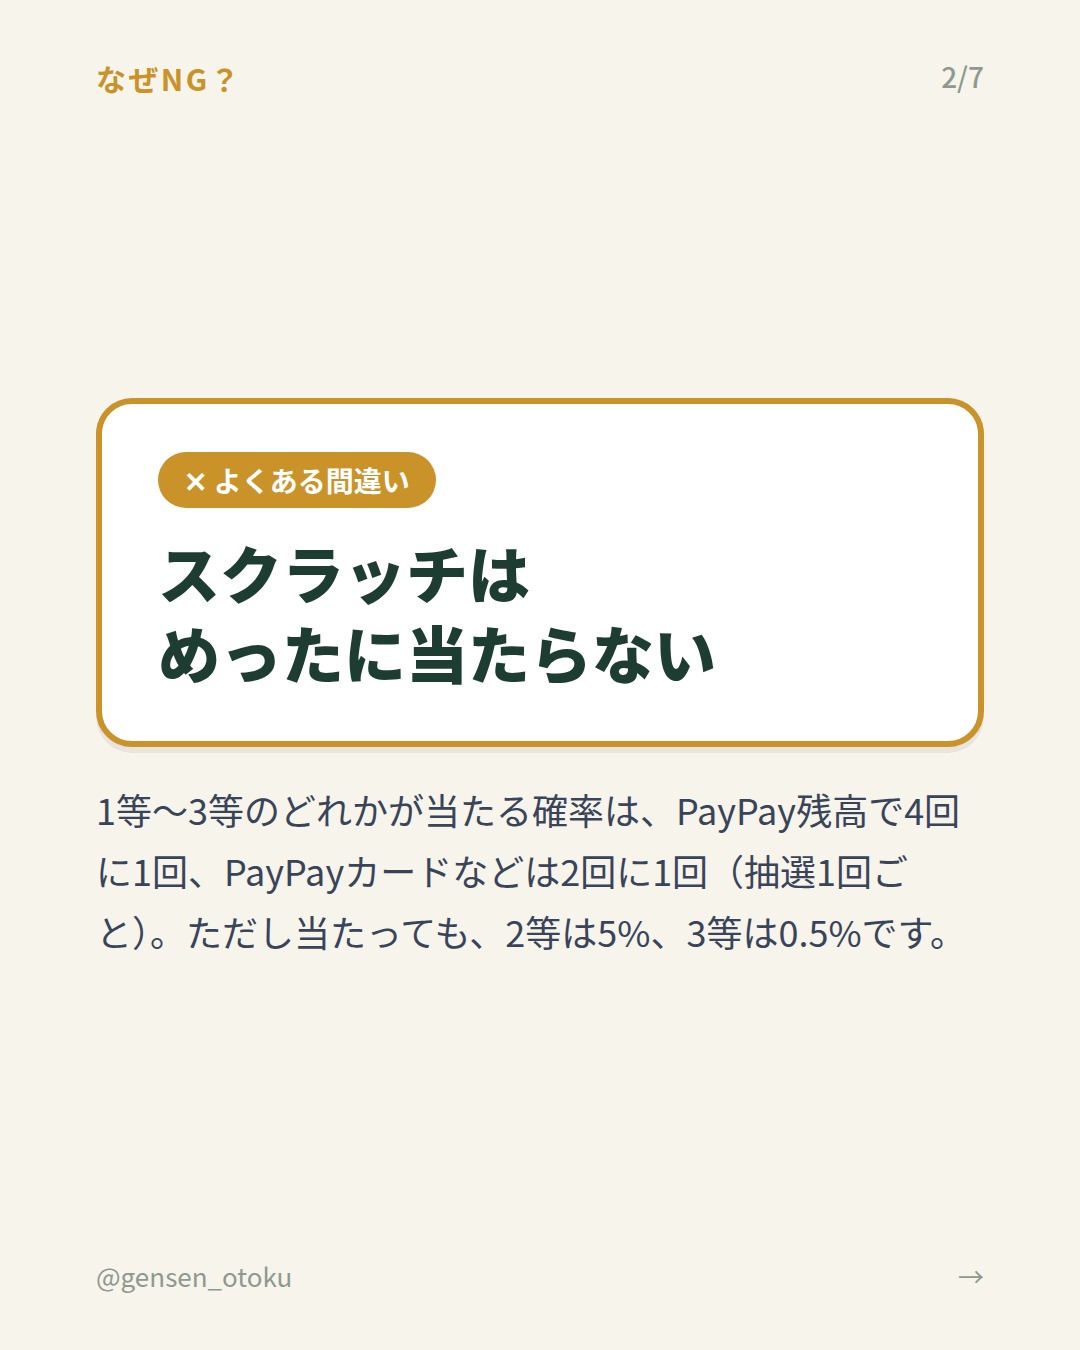 なぜNG？
2/7
× よくある間違い
スクラッチは
めったに当たらない
1等〜3等のどれかが当たる確率は、PayPay残高で4回
に1回、PayPayカードなどは2回に1回（抽選1回ご
と）。ただし当たっても、2等は5%、3等は0.5%です。
@gensen_otoku
→